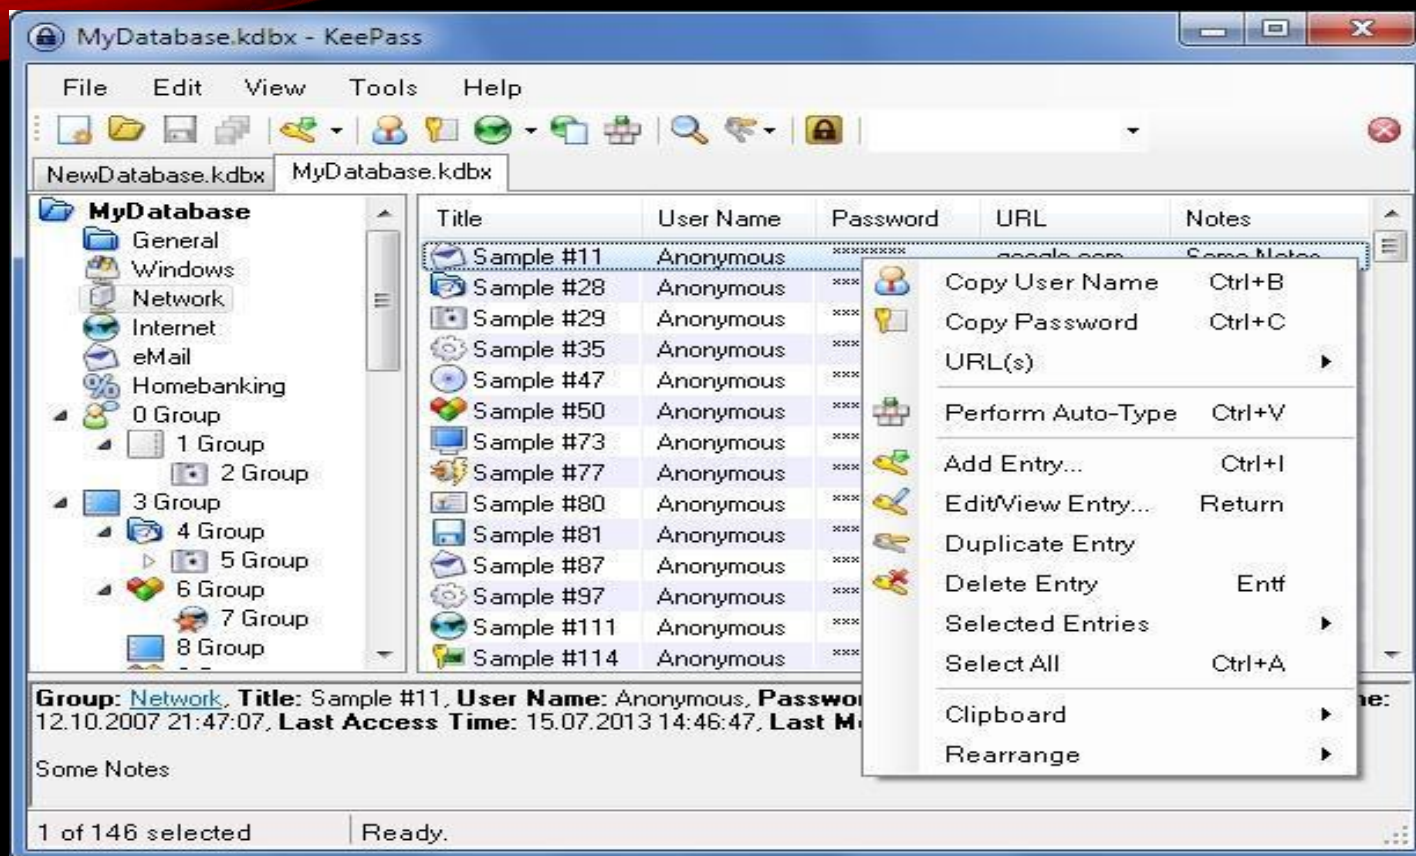 MyDatabase.kdbx - KeePass
File Edit View Tools Help
NewDatabase.kdbx MyDatabase.kdbx
MyDatabase
General
Windows
Network
Internet
eMail
Homebanking
0 Group
1 Group
2 Group
3 Group
4 Group
5 Group
6 Group
7 Group
8 Group
Title User Name Password URL Notes
Sample #11 Anonymous ******** google.com Some Notes
Sample #28 Anonymous ***
Sample #29 Anonymous ***
Sample #35 Anonymous ***
Sample #47 Anonymous ***
Sample #50 Anonymous ***
Sample #73 Anonymous ***
Sample #77 Anonymous ***
Sample #80 Anonymous ***
Sample #81 Anonymous ***
Sample #87 Anonymous ***
Sample #97 Anonymous ***
Sample #111 Anonymous ***
Sample #114 Anonymous ***
Copy User Name Ctrl+B
Copy Password Ctrl+C
URL(s)
Perform Auto-Type Ctrl+V
Add Entry... Ctrl+I
Edit/View Entry... Return
Duplicate Entry
Delete Entry Entf
Selected Entries
Select All Ctrl+A
Clipboard
Rearrange
Group: Network, Title: Sample #11, User Name: Anonymous,
12.10.2007 21:47:07, Last Access Time: 15.07.2013 14:46:47, Last
Some Notes
1 of 146 selected Ready.